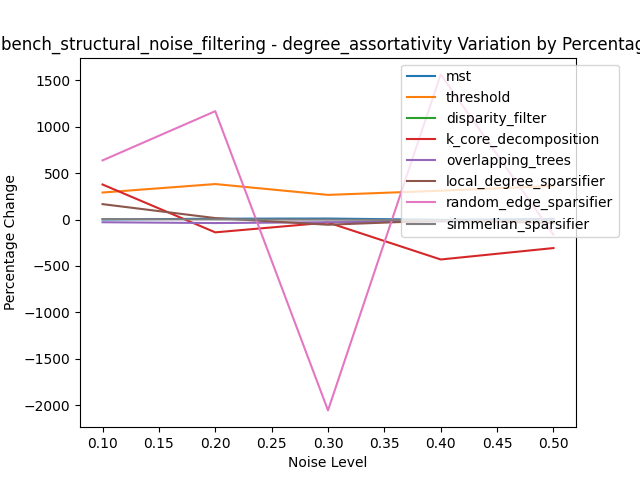 bench_structural_noise_filtering - degree_assortativity Variation by Percentag
mst
threshold
disparity_filter
k_core_decomposition
overlapping_trees
local_degree_sparsifier
random_edge_sparsifier
simmelian_sparsifier
Percentage Change
1500
1000
500
0
−500
−1000
−1500
−2000
0.10 0.15 0.20 0.25 0.30 0.35 0.40 0.45 0.50
Noise Level